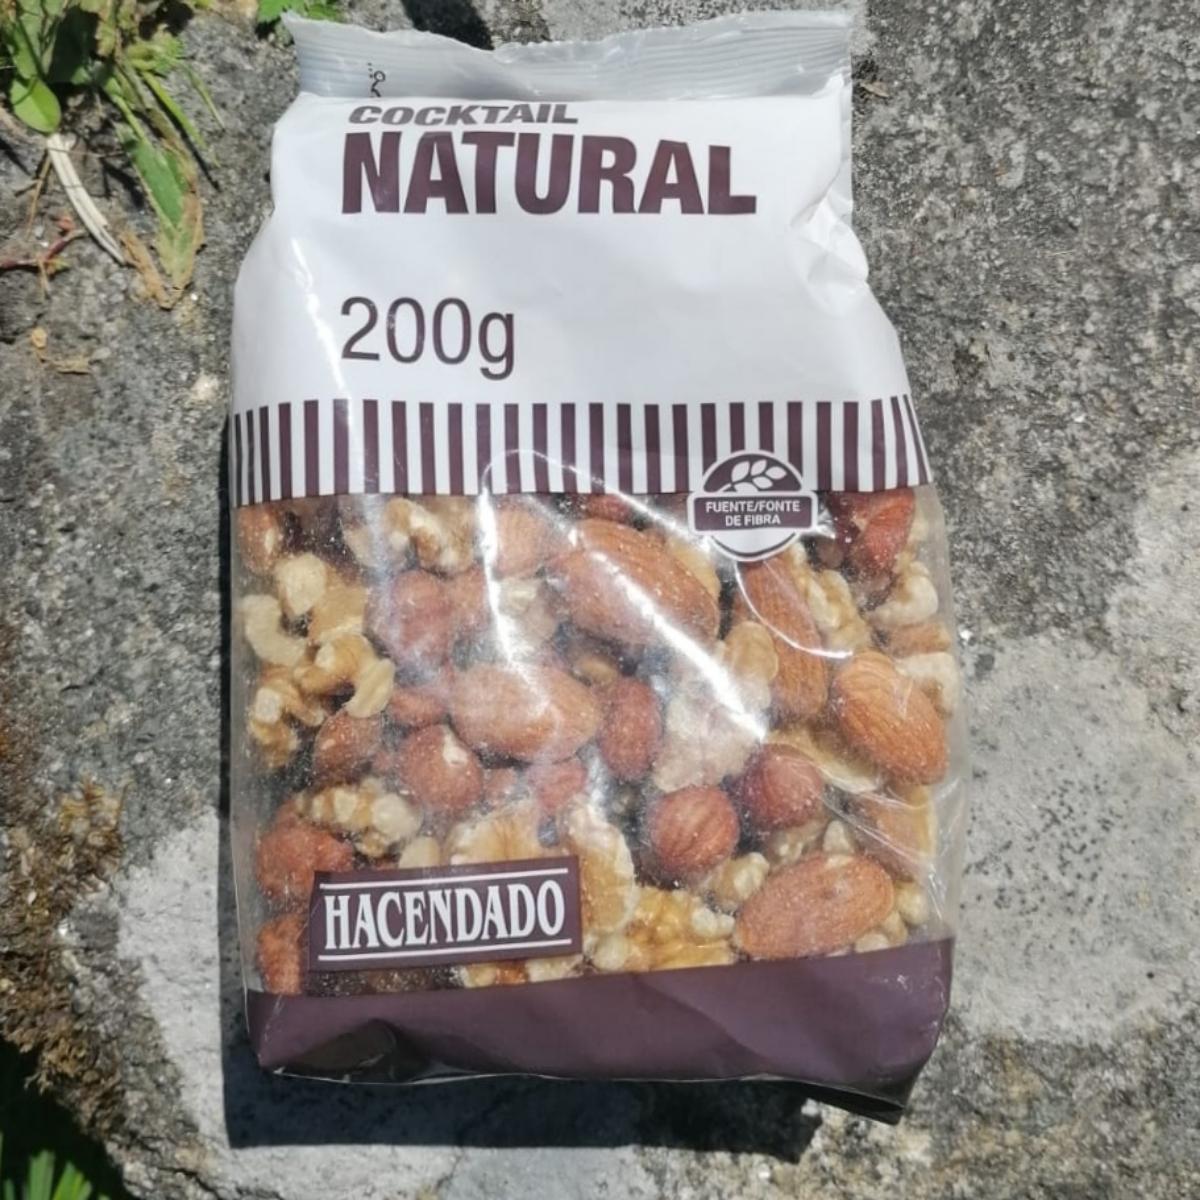 COCKTAIL
NATURAL
200g
FUENTE/FONTE
DE FIBRA
HACENDADO